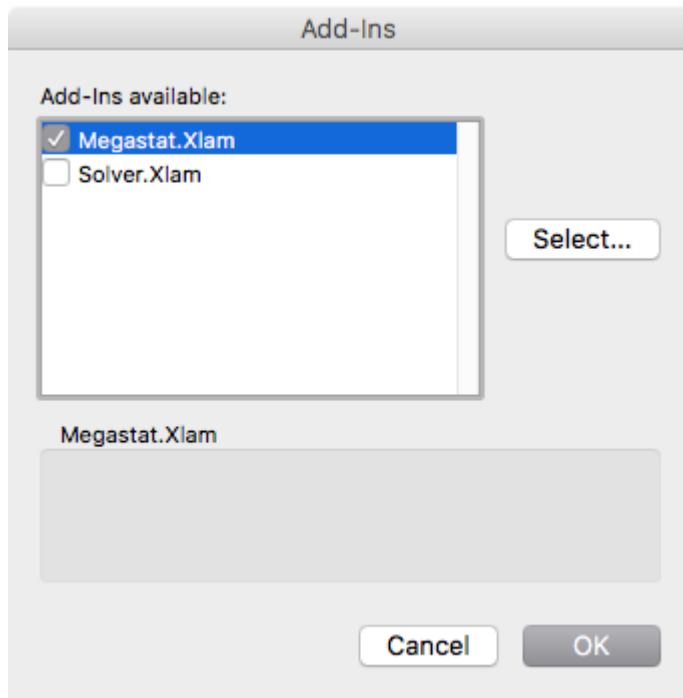 Add-Ins
Add-Ins available:
Megastat.Xlam
Solver.Xlam
Select...
Megastat.Xlam
Cancel
OK